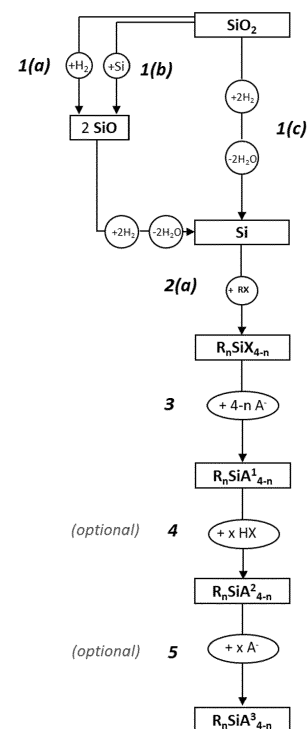 SiO₂
1(a) +H₂ +Si 1(b)
+2H₂
1(c)
2 SiO
-2H₂O
+2H₂ -2H₂O
Si
2(a) + RX
RₙSiX₄₋ₙ
3 + 4-n A⁻
RₙSiA¹₄₋ₙ
(optional) 4 + x HX
RₙSiA²₄₋ₙ
(optional) 5 + x A⁻
RₙSiA³₄₋ₙ